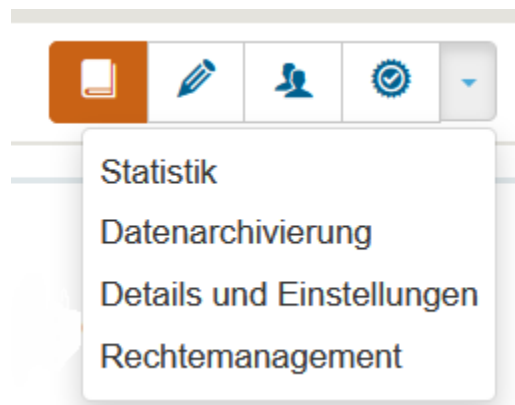 Statistik
Datenarchivierung
Details und Einstellungen
Rechtemanagement